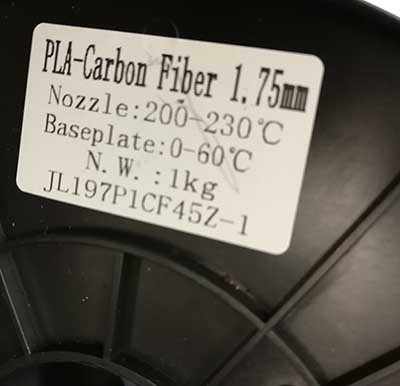 PLA-Carbon Fiber 1.75mm
Nozzle:200-230℃
Baseplate:0-60℃
N.W.:1kg
JL197P1CF45Z-1